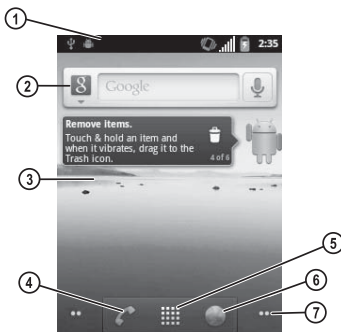 1
2:35
2
8 Google
Remove items.
Touch & hold an item and
when it vibrates, drag it to the
Trash icon.
4 of 6
3
4
5
6
7